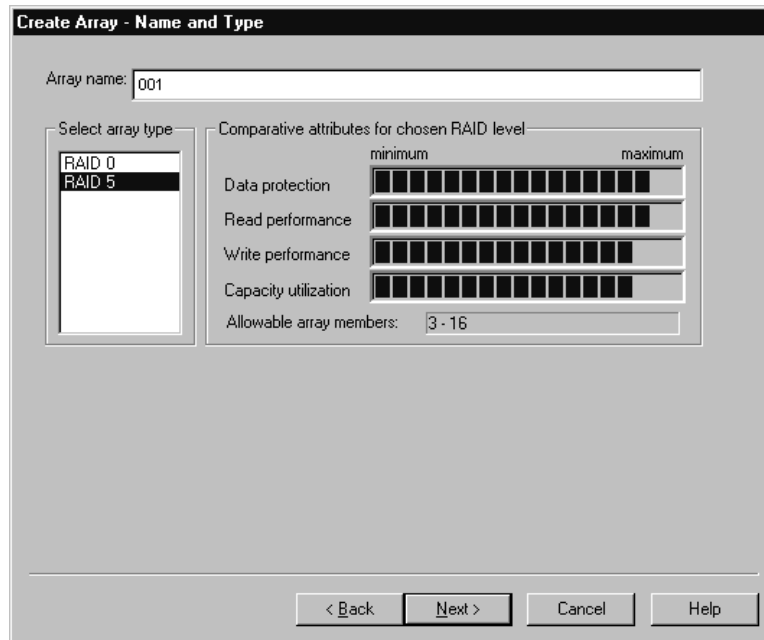 Create Array - Name and Type
Array name: 001
Select array type
RAID 0
RAID 5
Comparative attributes for chosen RAID level
minimum maximum
Data protection
Read performance
Write performance
Capacity utilization
Allowable array members: 3 - 16
< Back Next > Cancel Help